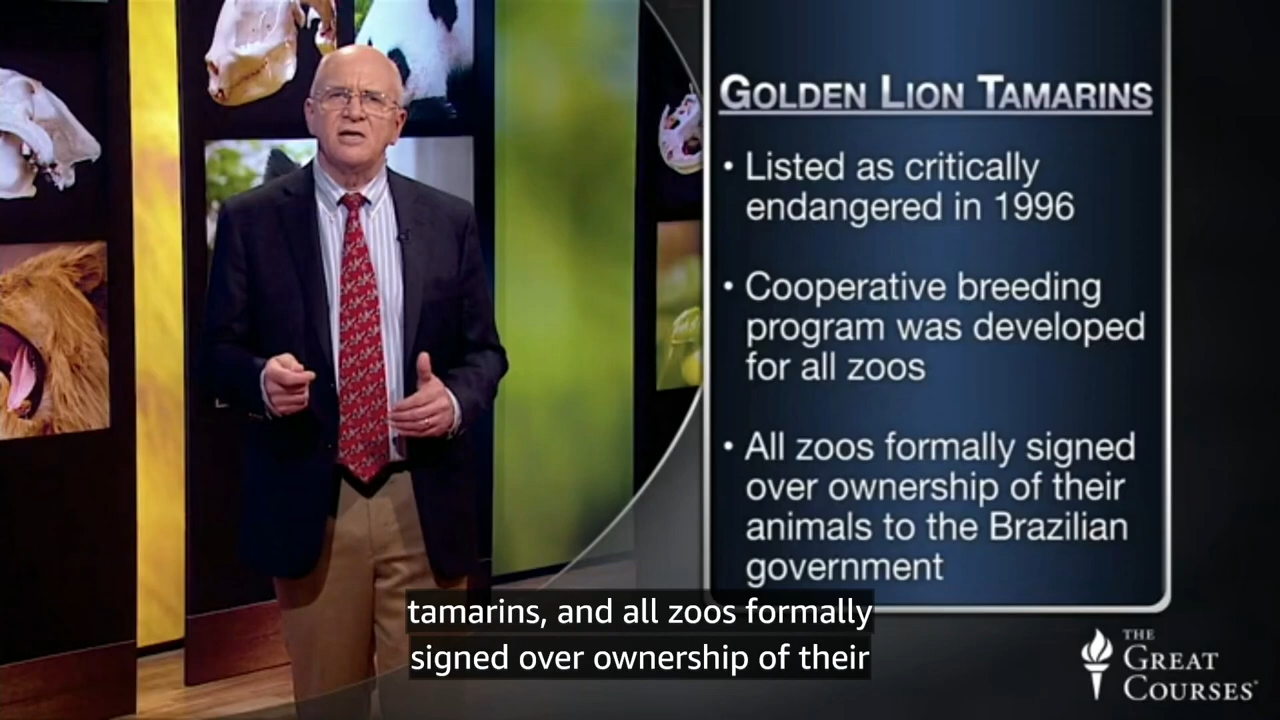 GOLDEN LION TAMARINS
• Listed as critically
endangered in 1996
• Cooperative breeding
program was developed
for all zoos
• All zoos formally signed
over ownership of their
animals to the Brazilian
government
tamarins, and all zoos formally
signed over ownership of their
THE
GREAT
COURSES